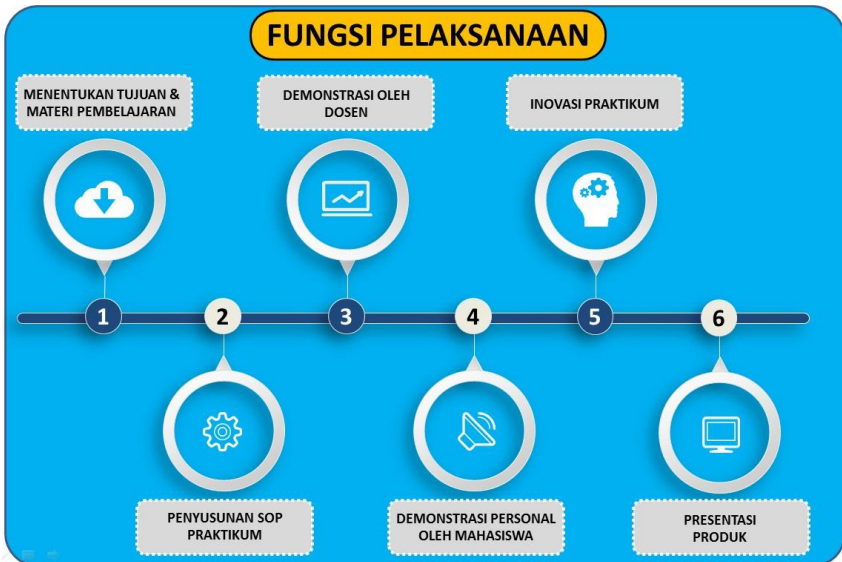 FUNGSI PELAKSANAAN
MENENTUKAN TUJUAN &
MATERI PEMBELAJARAN
DEMONSTRASI OLEH
DOSEN
INOVASI PRAKTIKUM
1
2
3
4
5
6
PENYUSUNAN SOP
PRAKTIKUM
DEMONSTRASI PERSONAL
OLEH MAHASISWA
PRESENTASI
PRODUK